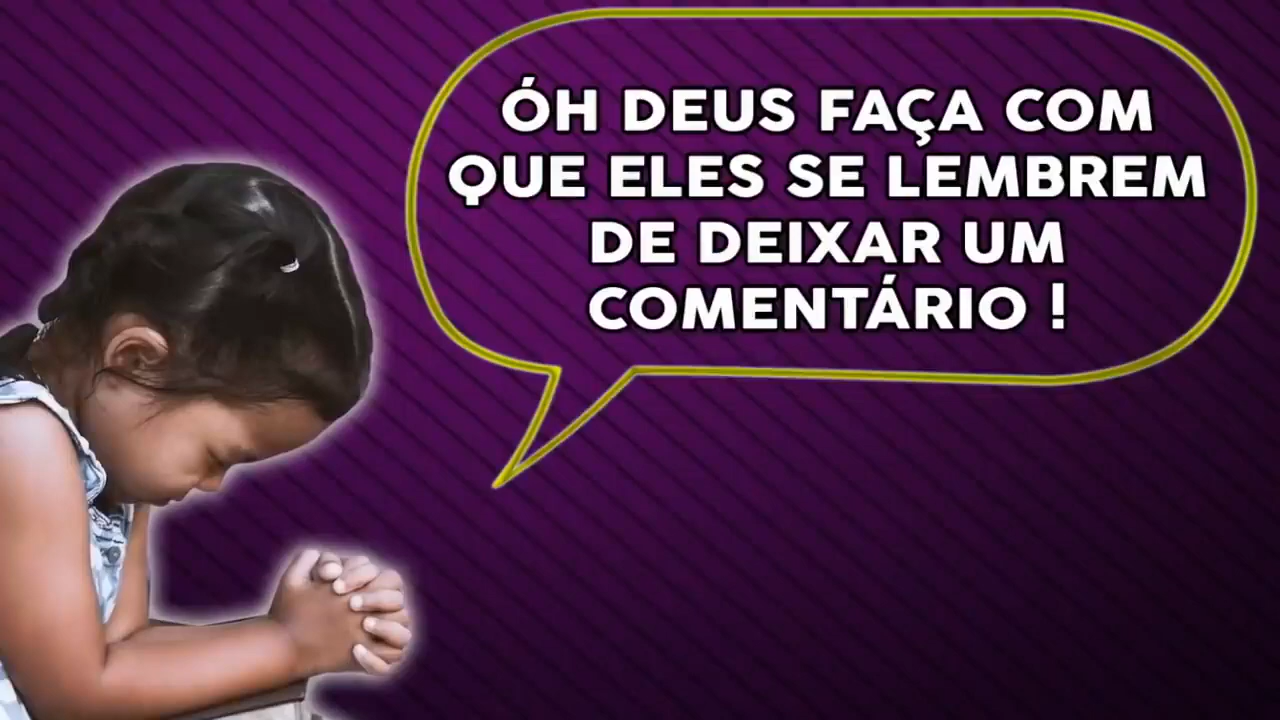 ÓH DEUS FAÇA COM
QUE ELES SE LEMBREM
DE DEIXAR UM
COMENTÁRIO !